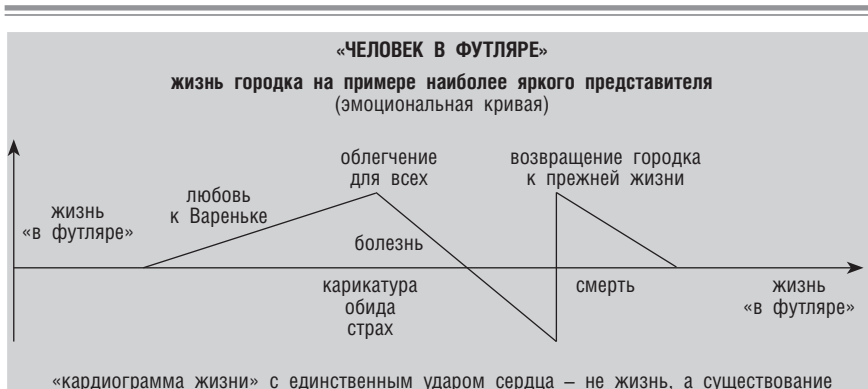 «ЧЕЛОВЕК В ФУТЛЯРЕ»
жизнь городка на примере наиболее яркого представителя
(эмоциональная кривая)
жизнь
«в футляре»
любовь
к Вареньке
облегчение
для всех
возвращение городка
к прежней жизни
болезнь
карикатура
обида
страх
смерть
жизнь
«в футляре»
«кардиограмма жизни» с единственным ударом сердца – не жизнь, а существование